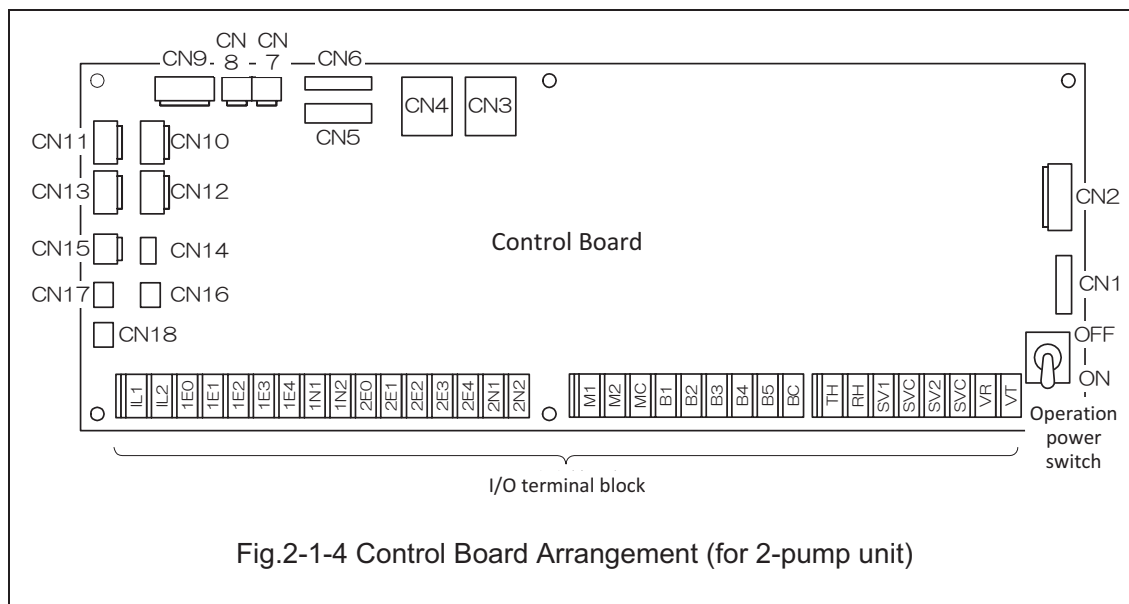 CN9 CN 8 CN 7 CN6
CN5
CN4 CN3
CN11 CN10
CN13 CN12
CN2
CN15 CN14
Control Board
CN17 CN16
CN1
CN18
OFF
ON
IL1 IL2 1E0 1E1 1E2 1E3 1E4 1N1 1N2 2E0 2E1 2E2 2E3 2E4 2N1 2N2 M1 M2 MC B1 B2 B3 B4 B5 BC TH RH SV1 SVC SV2 SVC VR VT
Operation
power
switch
I/O terminal block
Fig.2-1-4 Control Board Arrangement (for 2-pump unit)